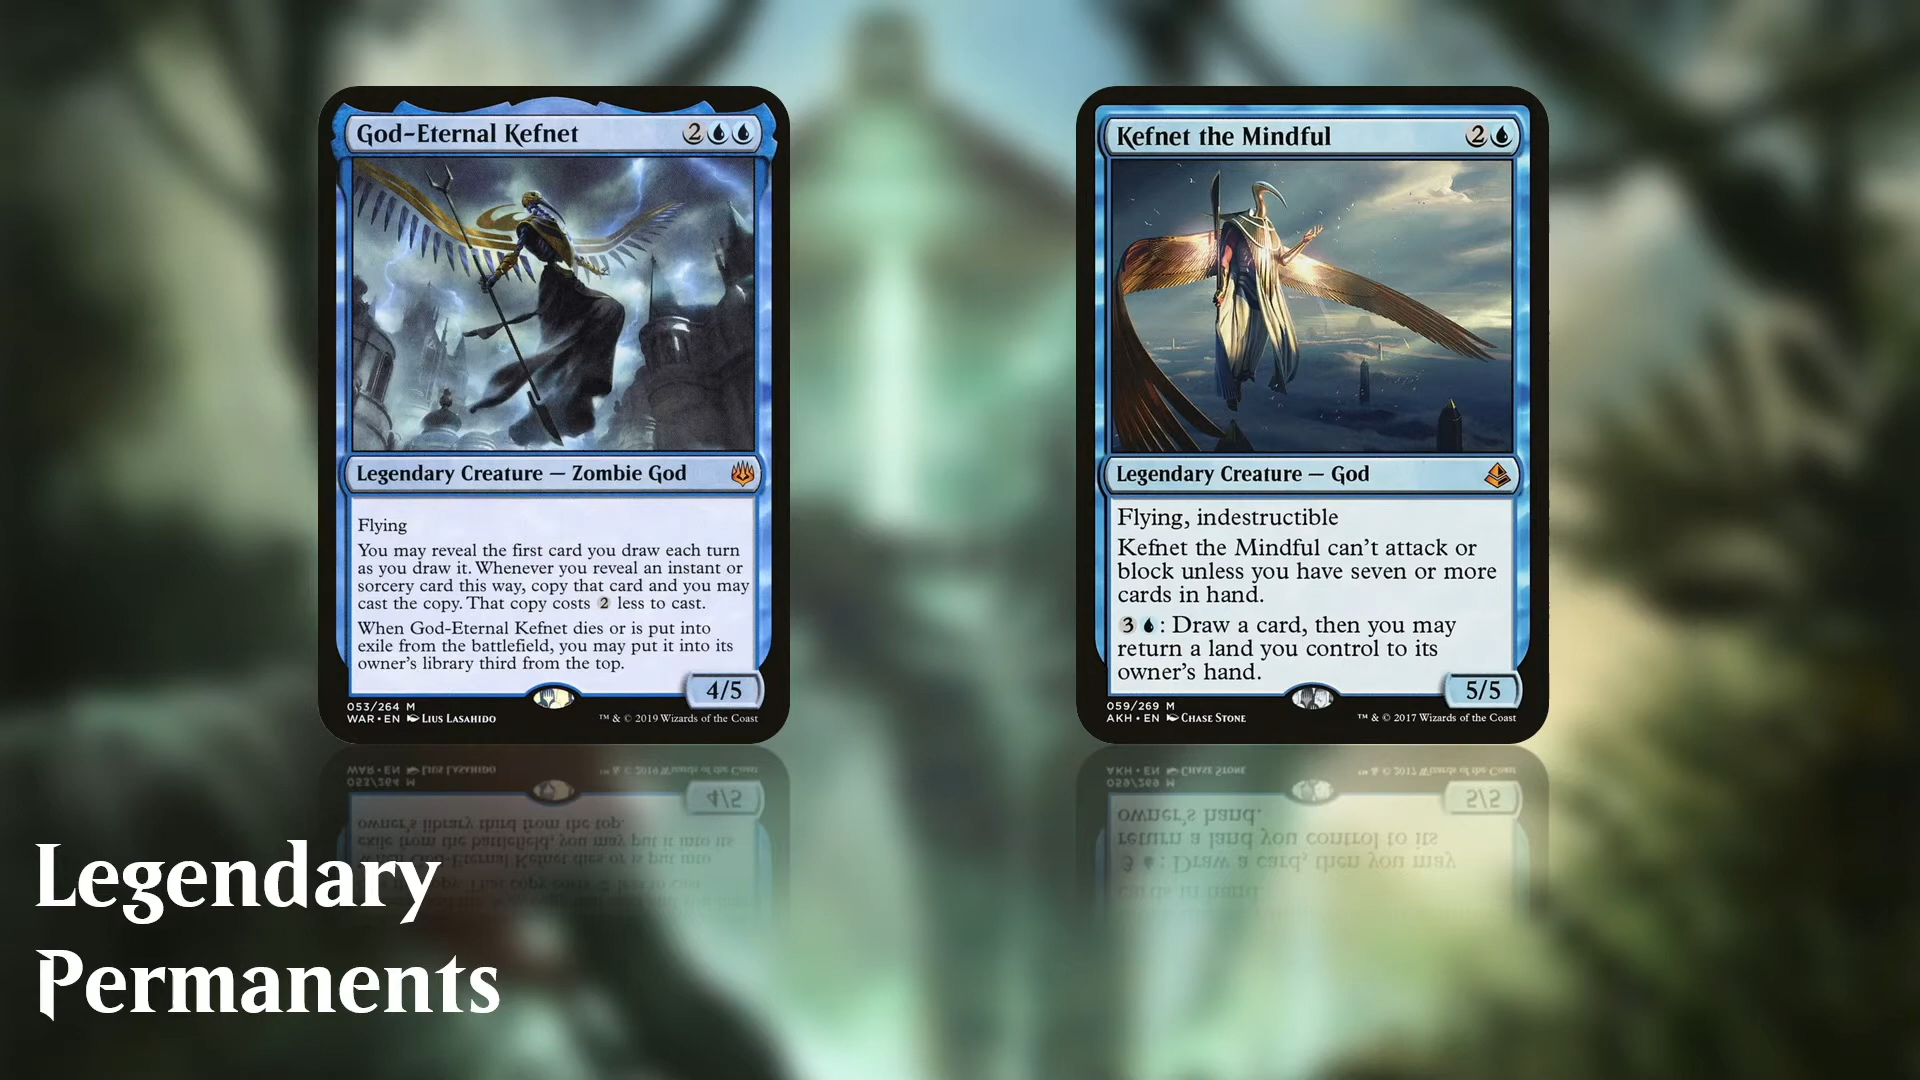 God-Eternal Kefnet 2
Legendary Creature — Zombie God
Flying
You may reveal the first card you draw each turn
as you draw it. Whenever you reveal an instant or
sorcery card this way, copy that card and you may
cast the copy. That copy costs 2 less to cast.
When God-Eternal Kefnet dies or is put into
exile from the battlefield, you may put it into its
owner's library third from the top.
4/5
053/264 M
WAR • EN Lius Lasahido ™ & © 2019 Wizards of the Coast
Kefnet the Mindful 2
Legendary Creature — God
Flying, indestructible
Kefnet the Mindful can't attack or
block unless you have seven or more
cards in hand.
3 : Draw a card, then you may
return a land you control to its
owner's hand.
5/5
059/269 M
AKH • EN Chase Stone ™ & © 2017 Wizards of the Coast
Legendary
Permanents